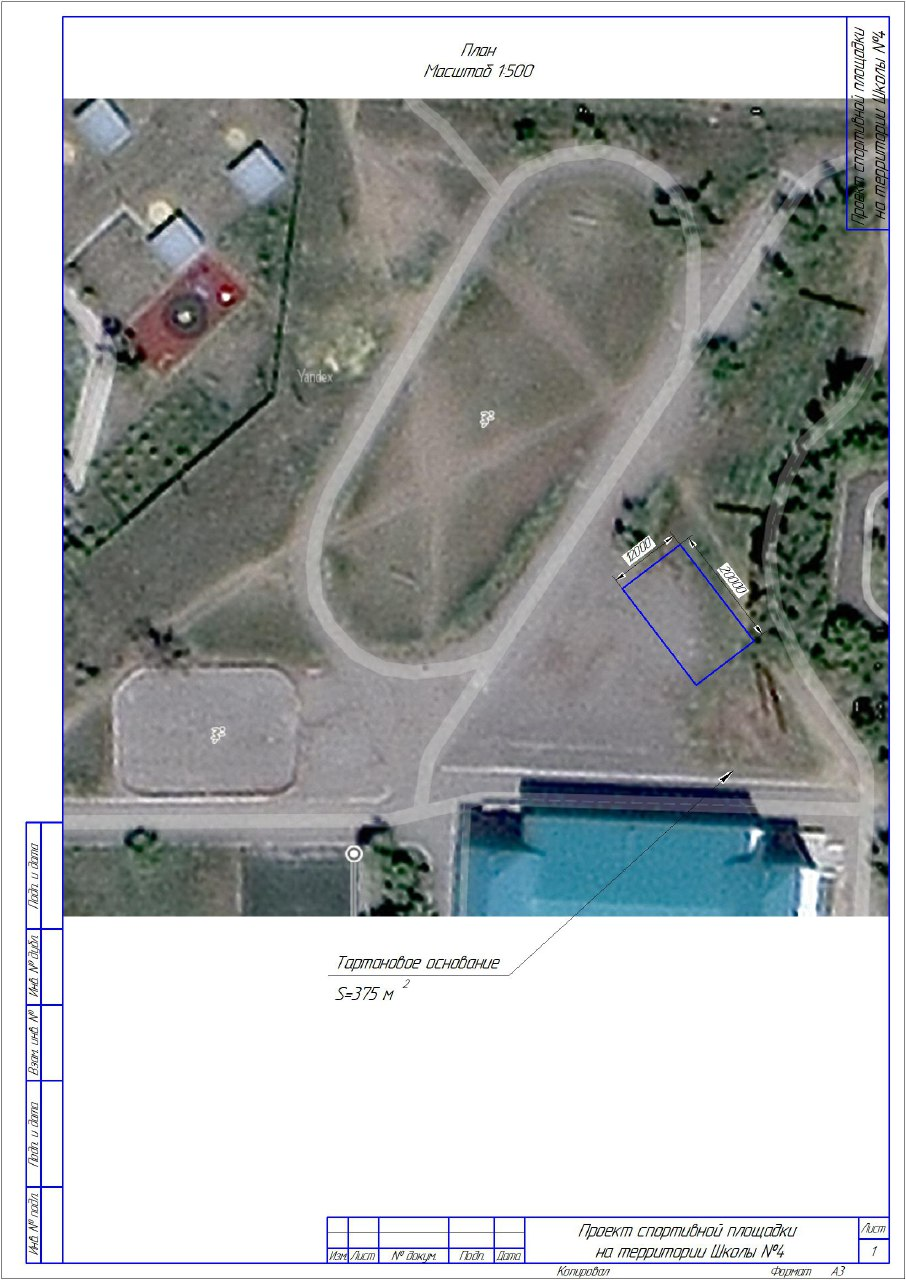 План
Масштаб 1:500
Проект спортивной площадки
на территории Школы №4
Yandex
12000
20000
Тартановое основание
S=375 м 2
Подп. и дата
Инв. № дубл.
Взам. инв. №
Подп. и дата
Инв. № подл.
Изм. Лист № докум. Подп. Дата
Проект спортивной площадки
на территории Школы №4
Лист
1
Копировал Формат А3